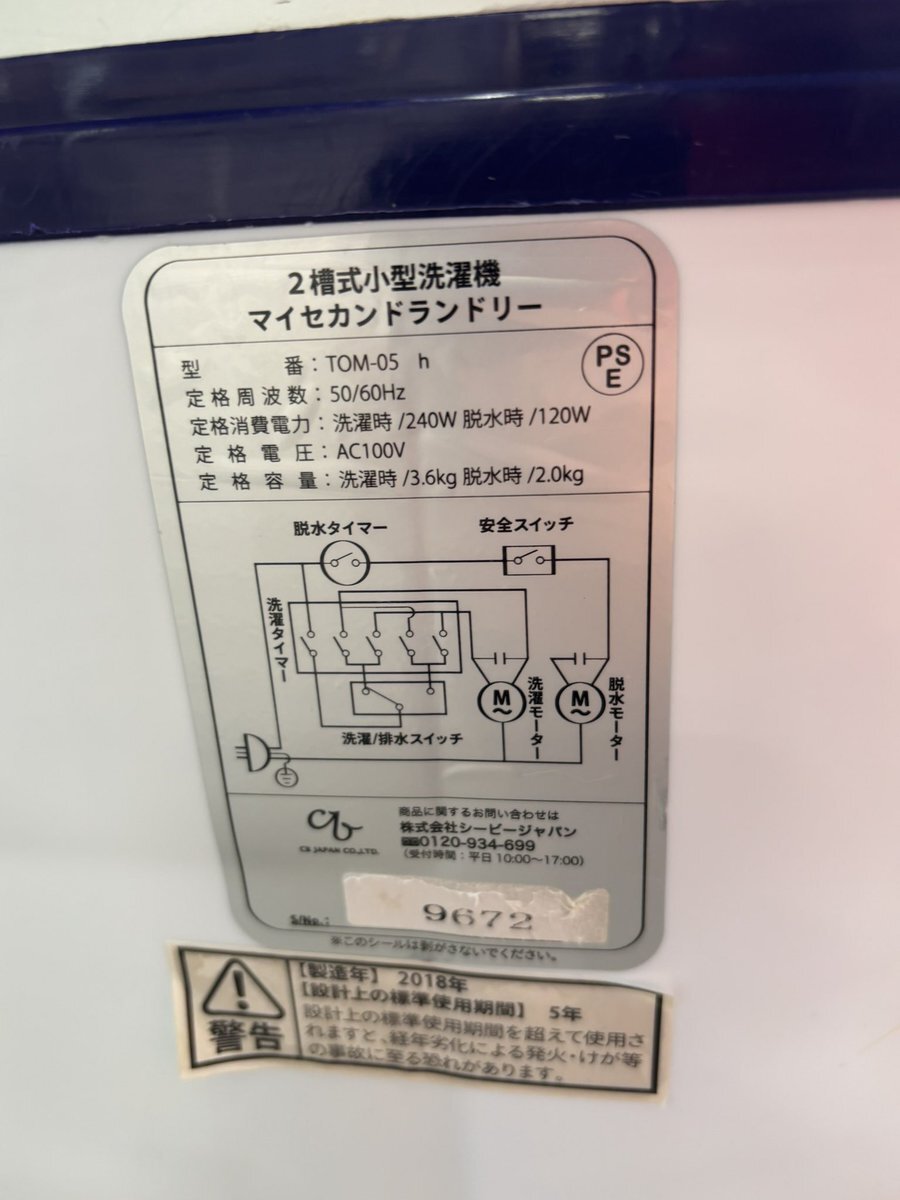 2槽式小型洗濯機
マイセカンドランドリー
PS
E
型番：TOM-05 h
定格周波数：50/60Hz
定格消費電力：洗濯時/240W 脱水時/120W
定格電圧：AC100V
定格容量：洗濯時/3.6kg 脱水時/2.0kg
脱水タイマー
安全スイッチ
洗濯タイマー
M
洗濯モーター
M
脱水モーター
洗濯/排水スイッチ
CB JAPAN CO.,LTD.
商品に関するお問い合わせは
株式会社シービージャパン
0120-934-699
（受付時間：平日 10:00～17:00）
S/No.：
9672
※このシールは剥がさないでください。
警告
【製造年】 2018年
【設計上の標準使用期間】 5年
設計上の標準使用期間を超えて使用さ
れますと、経年劣化による発火・けが等
の事故に至る恐れがあります。